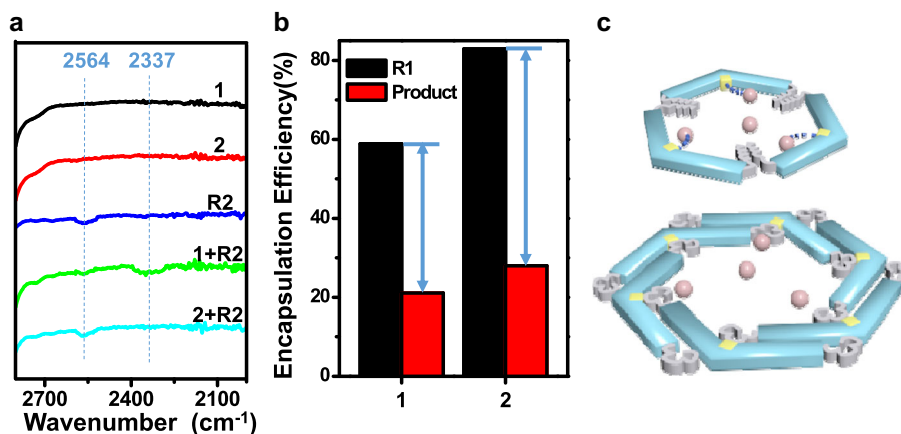 a
2564 2337
1
2
R2
1+R2
2+R2
2700 2400 2100
Wavenumber (cm-1)
b
Encapsulation Efficiency(%)
80
60
40
20
0
R1
Product
1 2
c